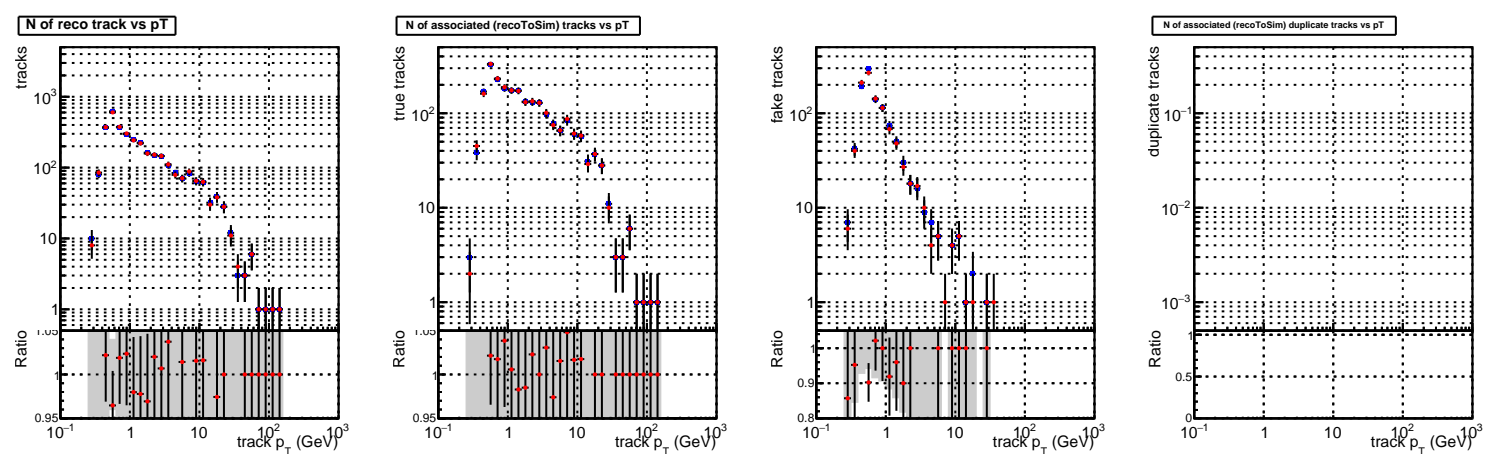 N of reco track vs pT
tracks
10³
10²
10
1
Ratio
1.05
1
0.95
10⁻¹ 1 10 10² 10³
track p_T (GeV)
N of associated (recoToSim) tracks vs pT
true tracks
10²
10
1
Ratio
1.05
1
0.95
10⁻¹ 1 10 10² 10³
track p_T (GeV)
fake tracks
10²
10
1
Ratio
1
0.9
0.8
10⁻¹ 1 10 10² 10³
track p_T (GeV)
N of associated (recoToSim) duplicate tracks vs pT
duplicate tracks
10⁻¹
10⁻²
10⁻³
Ratio
1
0.5
0
10⁻¹ 1 10 10² 10³
track p_T (GeV)